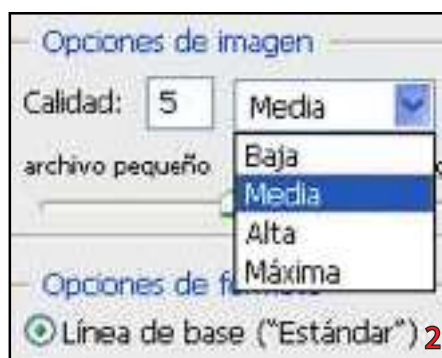 Opciones de imagen
Calidad: 5 Media
archivo pequeño
Baja
Media
Alta
Máxima
Opciones de
Línea de base ("Estándar") 2